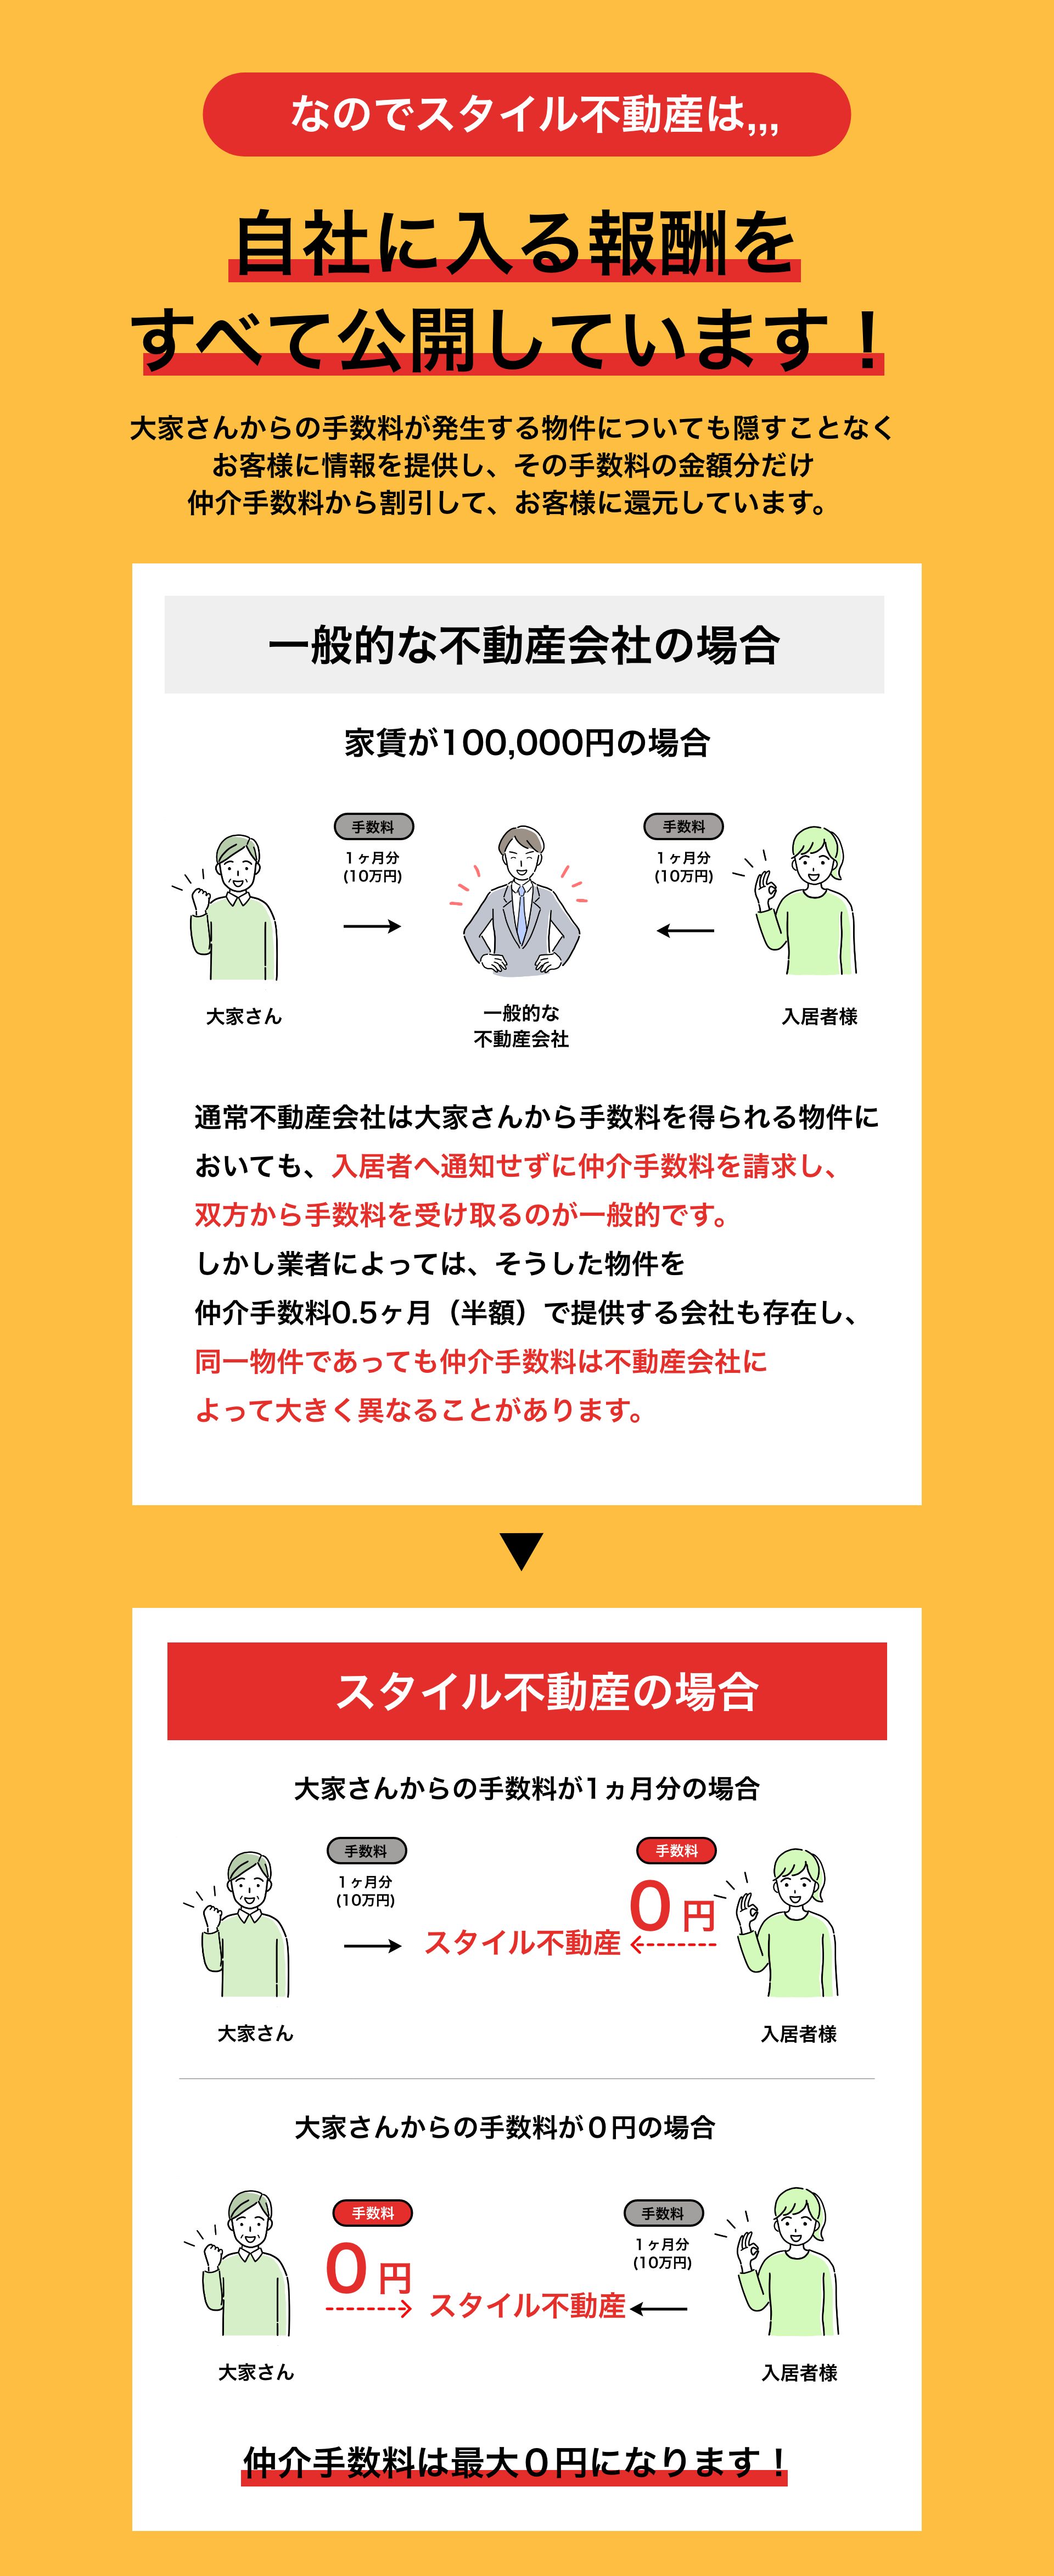 なのでスタイル不動産は,,,
自社に入る報酬を
すべて公開しています！
大家さんからの手数料が発生する物件についても隠すことなく
お客様に情報を提供し、その手数料の金額分だけ
仲介手数料から割引して、お客様に還元しています。
一般的な不動産会社の場合
家賃が100,000円の場合
手数料
1ヶ月分
(10万円)
手数料
1ヶ月分
(10万円)
大家さん
一般的な
不動産会社
入居者様
通常不動産会社は大家さんから手数料を得られる物件に
おいても、入居者へ通知せずに仲介手数料を請求し、
双方から手数料を受け取るのが一般的です。
しかし業者によっては、そうした物件を
仲介手数料0.5ヶ月（半額）で提供する会社も存在し、
同一物件であっても仲介手数料は不動産会社に
よって大きく異なることがあります。
スタイル不動産の場合
大家さんからの手数料が1ヵ月分の場合
手数料
1ヶ月分
(10万円)
手数料
0円
スタイル不動産
大家さん
入居者様
大家さんからの手数料が０円の場合
手数料
0円
手数料
1ヶ月分
(10万円)
スタイル不動産
大家さん
入居者様
仲介手数料は最大０円になります！